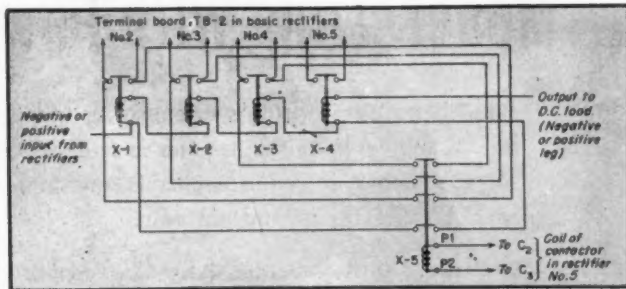 Terminal board, TB-2 in basic rectifiers
No.2 No.3 No.4 No.5
Negative or
positive
input from
rectifiers
X-1 X-2 X-3 X-4
Output to
D.C. load
(Negative
or positive
leg)
X-5
P1
P2
To C2
To C3
Coil of
contactor
in rectifier
No.5